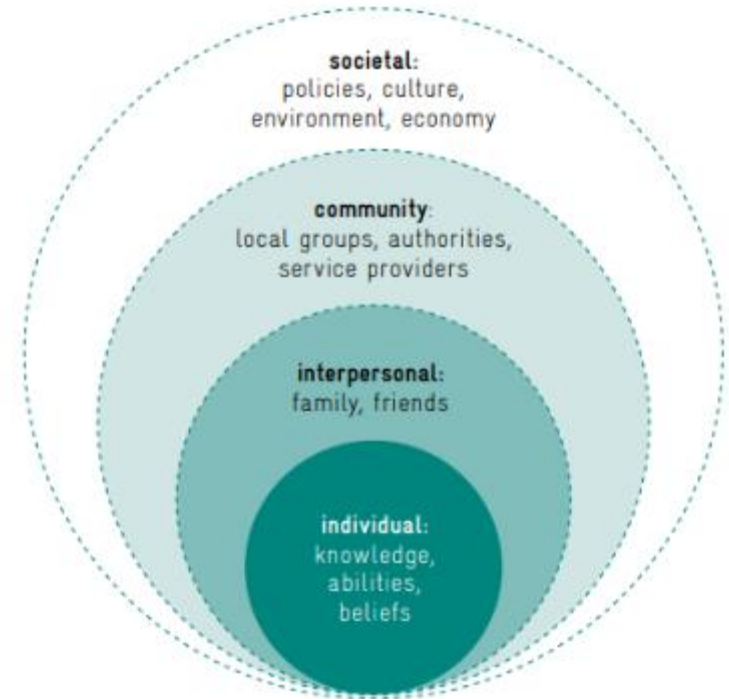 societal:
policies, culture,
environment, economy
community:
local groups, authorities,
service providers
interpersonal:
family, friends
individual:
knowledge,
abilities,
beliefs